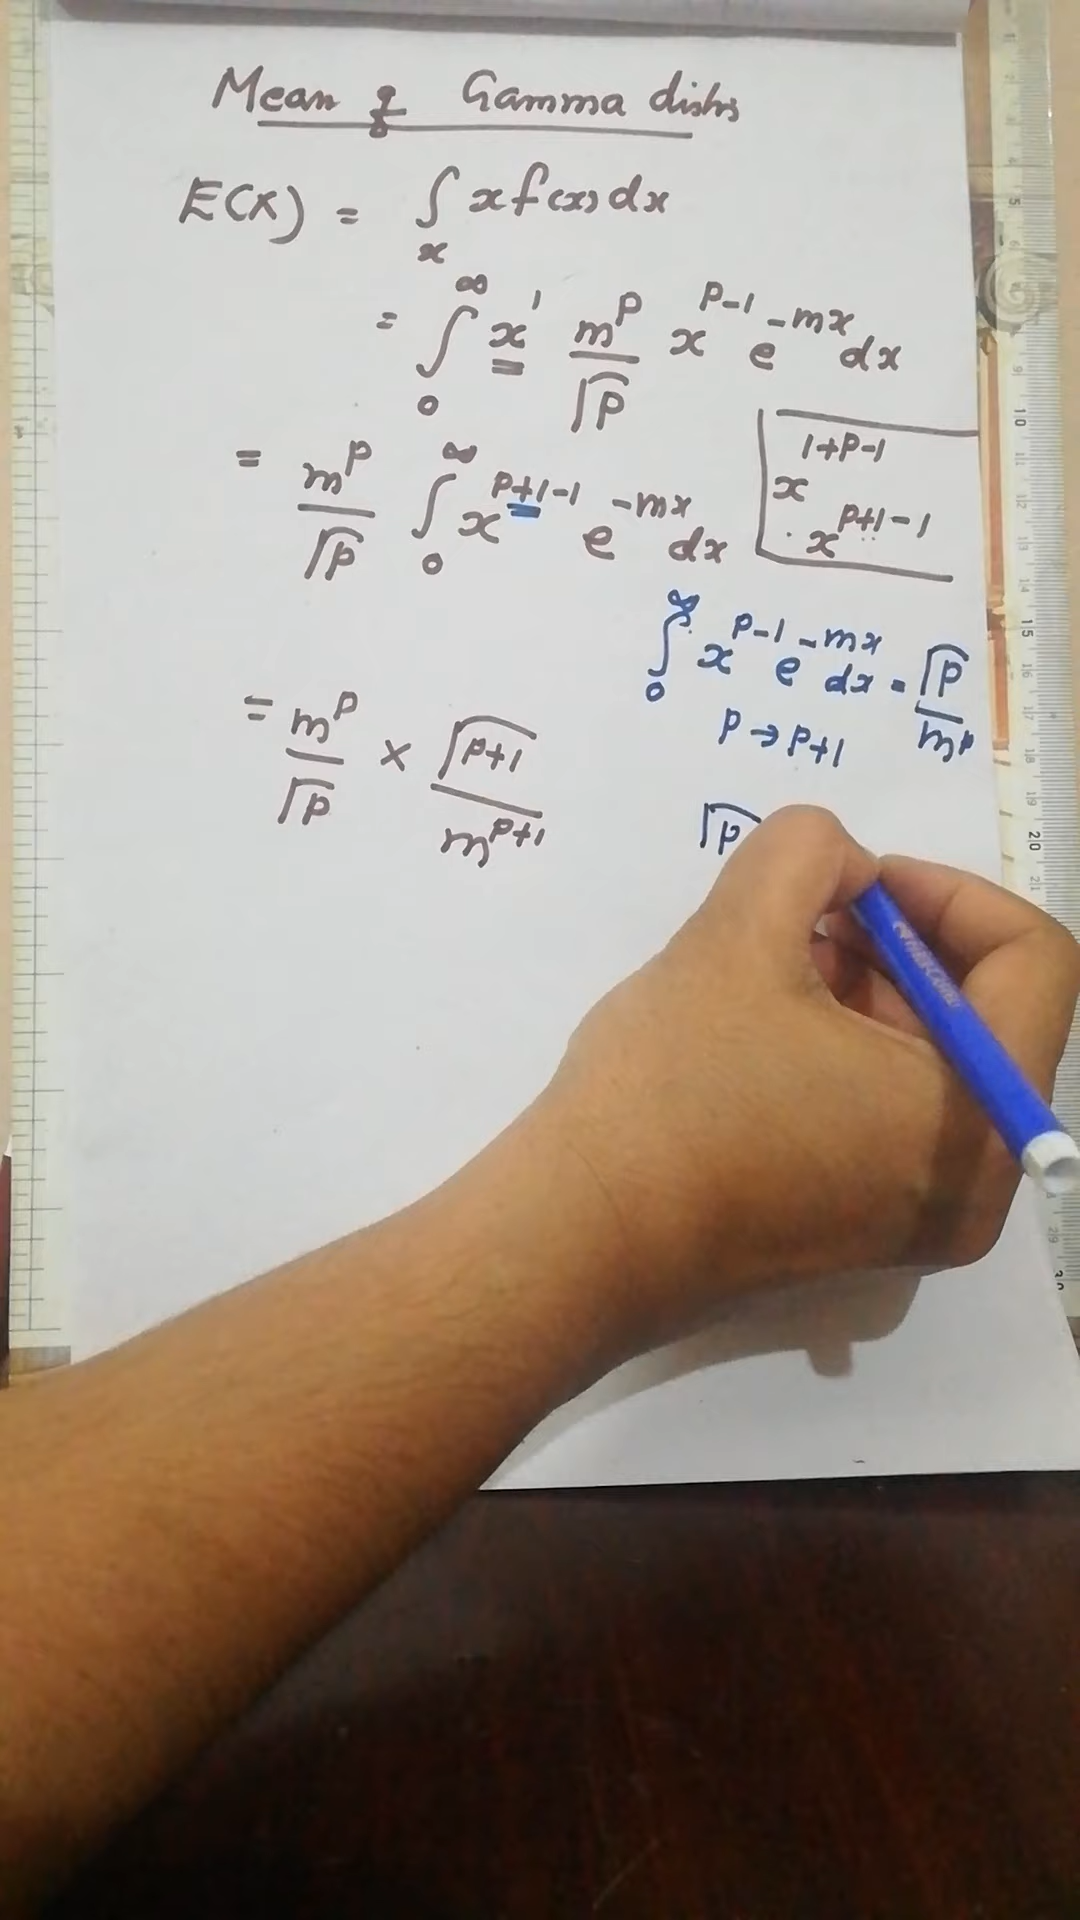 Mean of Gamma distn
E(X) = ∫x x f(x) dx
= ∫₀^∞ x¹ m^p/Γp x^(p-1) e^(-mx) dx
x^(1+p-1)
x^(p+1-1)
= m^p/Γp ∫₀^∞ x^(p+1-1) e^(-mx) dx
∫₀^∞ x^(p-1) e^(-mx) dx = Γp/m^p
p → p+1
= m^p/Γp × Γ(p+1)/m^(p+1)
Γp